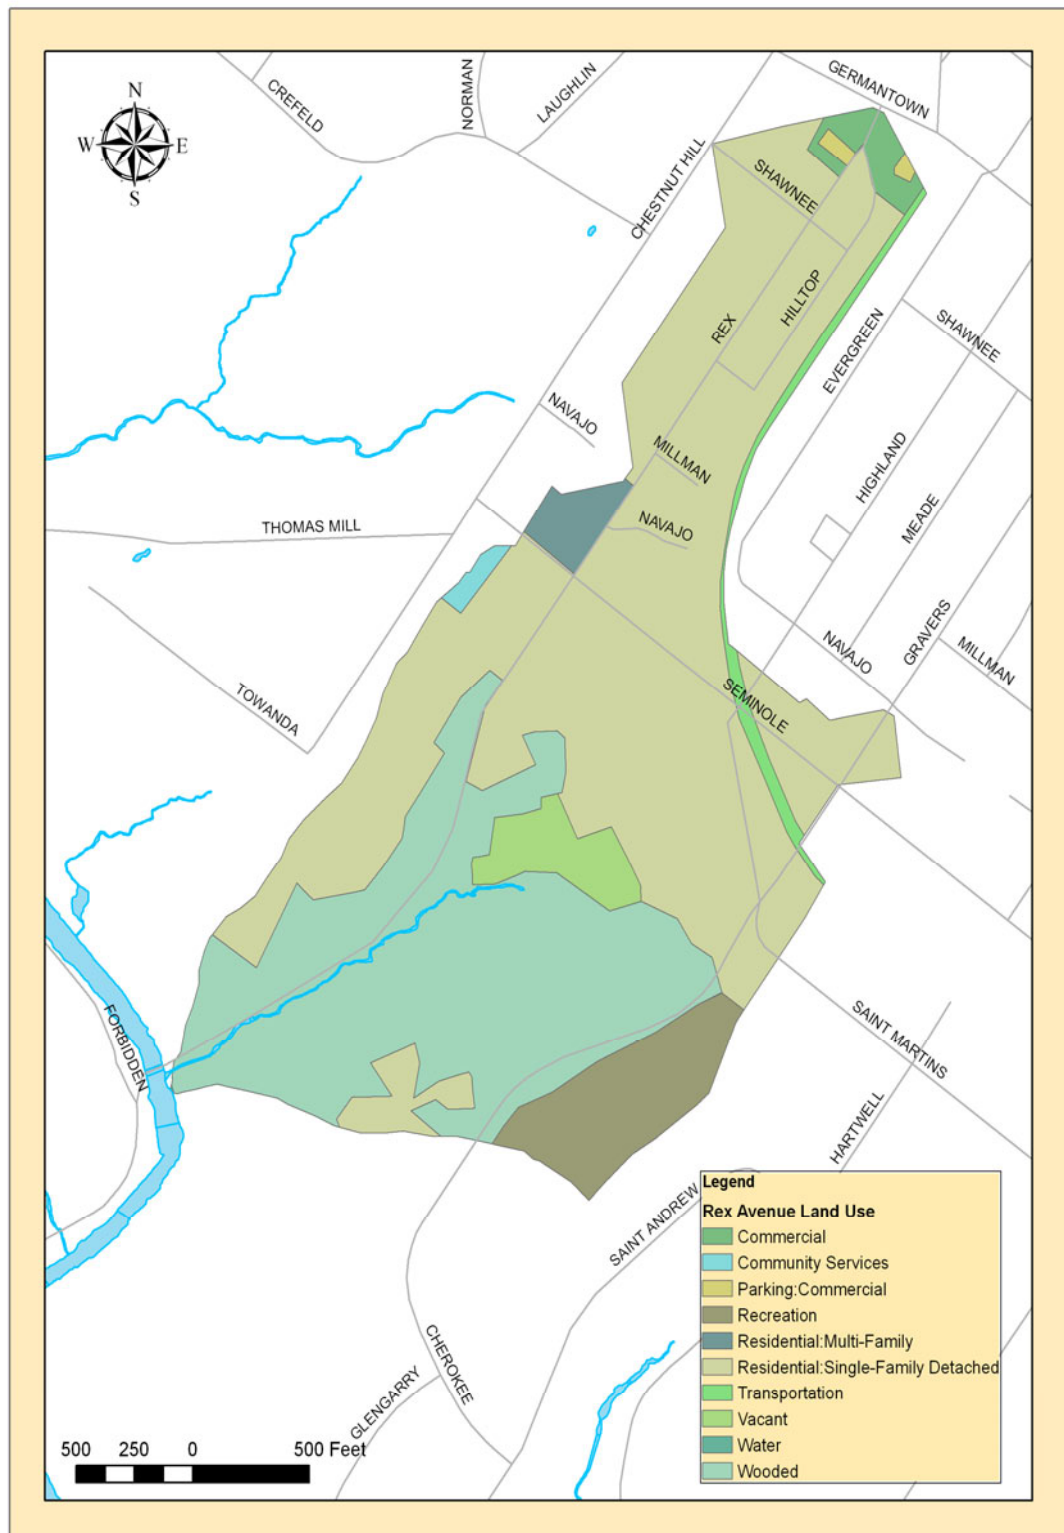 GERMANTOWN
CREFELD
NORMAN
LAUGHLIN
N
W E
S
CHESTNUT HILL
SHAWNEE
HILLTOP
REX
EVERGREEN
SHAWNEE
NAVAJO
MILLMAN
HIGHLAND
MEADE
THOMAS MILL
NAVAJO
GRAVERS
NAVAJO
MILLMAN
TOWANDA
SEMINOLE
FORBIDDEN
SAINT MARTINS
HARTWELL
SAINT ANDREW
CHEROKEE
GLENGARRY
Legend
Rex Avenue Land Use
Commercial
Community Services
Parking:Commercial
Recreation
Residential:Multi-Family
Residential:Single-Family Detached
Transportation
Vacant
Water
Wooded
500 250 0 500 Feet